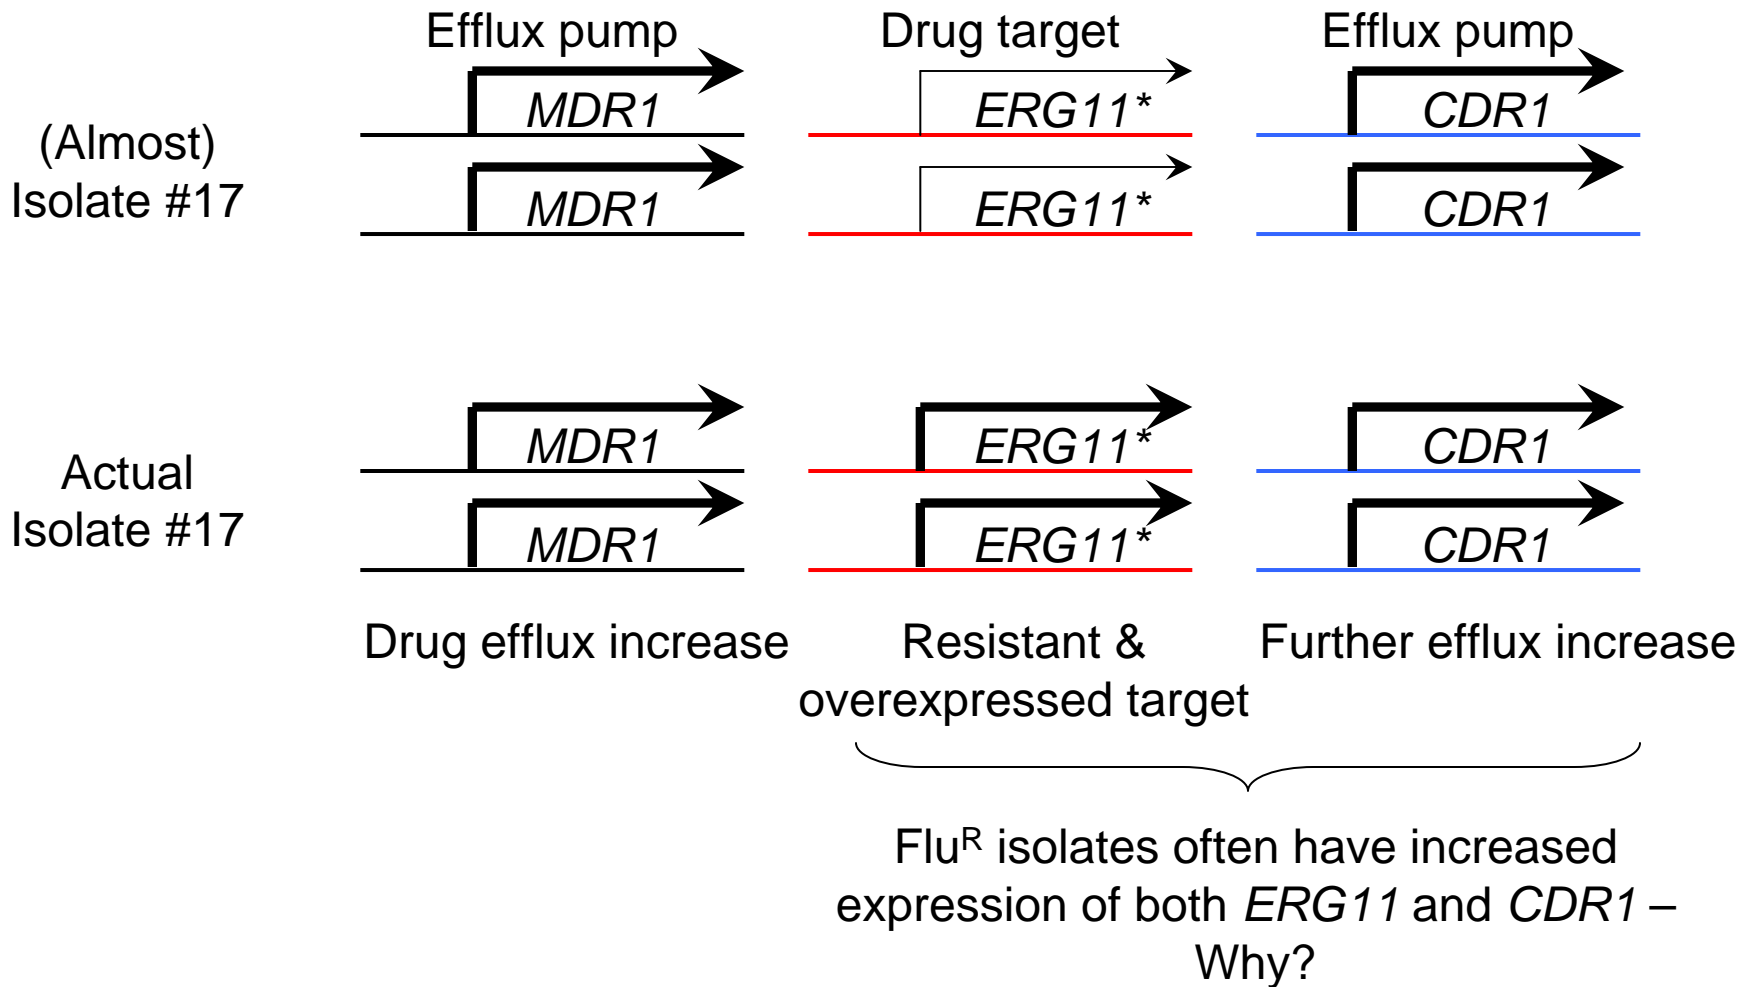 Efflux pump
Drug target
Efflux pump
(Almost)
Isolate #17
MDR1
ERG11*
CDR1
MDR1
ERG11*
CDR1
Actual
Isolate #17
MDR1
ERG11*
CDR1
MDR1
ERG11*
CDR1
Drug efflux increase
Resistant &
overexpressed target
Further efflux increase
Flu^R isolates often have increased
expression of both ERG11 and CDR1 –
Why?